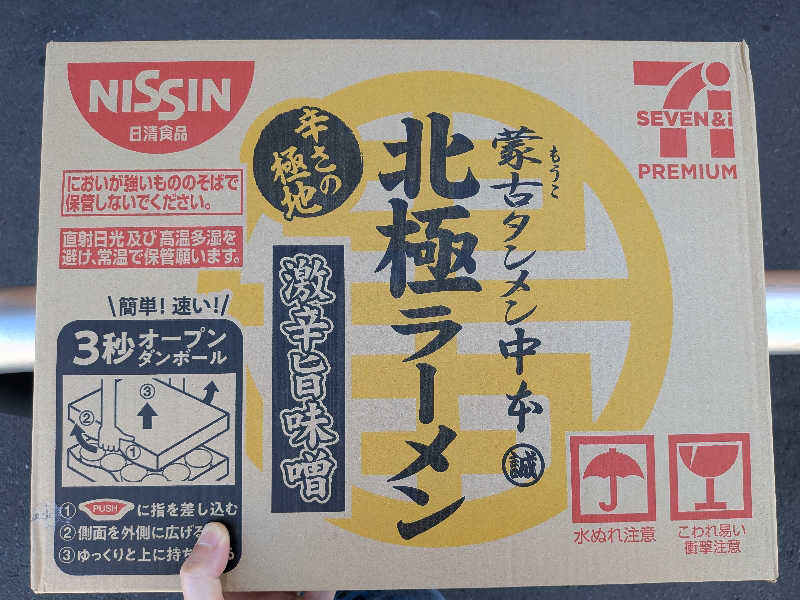 NISSIN
日清食品
においが強いもののそばで
保管しないでください。
直射日光及び高温多湿を
避け、常温で保管願います。
\簡単！速い！/
3秒オープン
ダンボール
③
②
①
① PUSH に指を差し込む
②側面を外側に広げる
③ゆっくりと上に持ち
辛さの
極地
激辛旨味噌
北極ラーメン
蒙古タンメン中本
もうこ
誠
7i
SEVEN&i
PREMIUM
水ぬれ注意
こわれ易い
衝撃注意